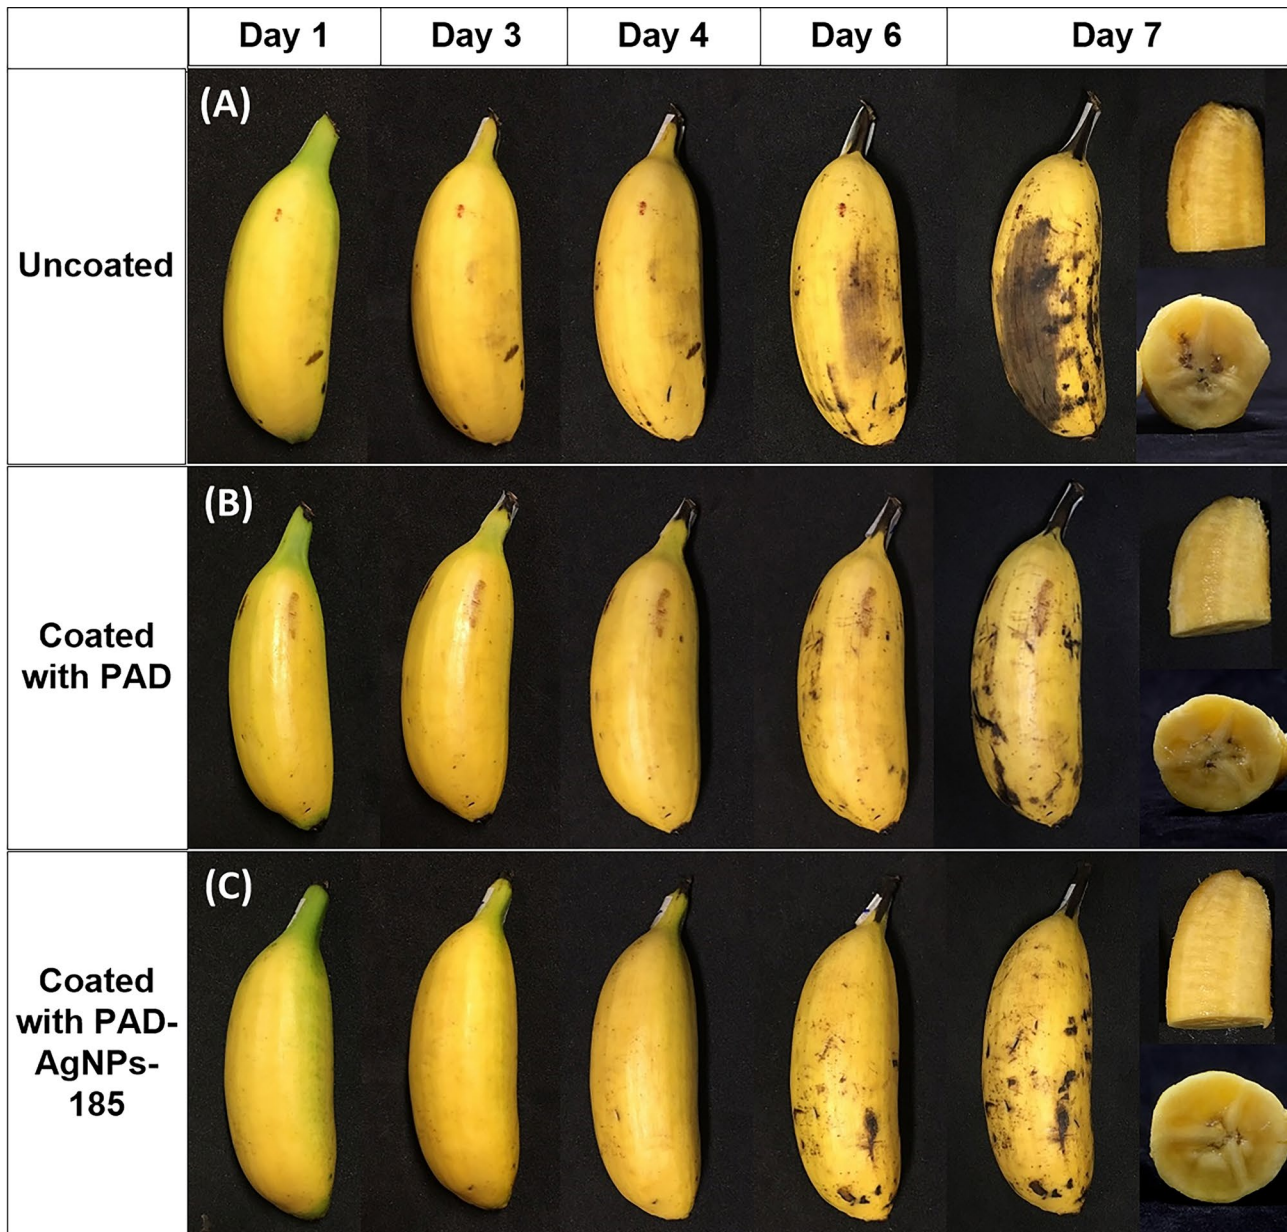 Day 1
Day 3
Day 4
Day 6
Day 7
Uncoated
(A)
Coated
with PAD
(B)
Coated
with PAD-
AgNPs-
185
(C)